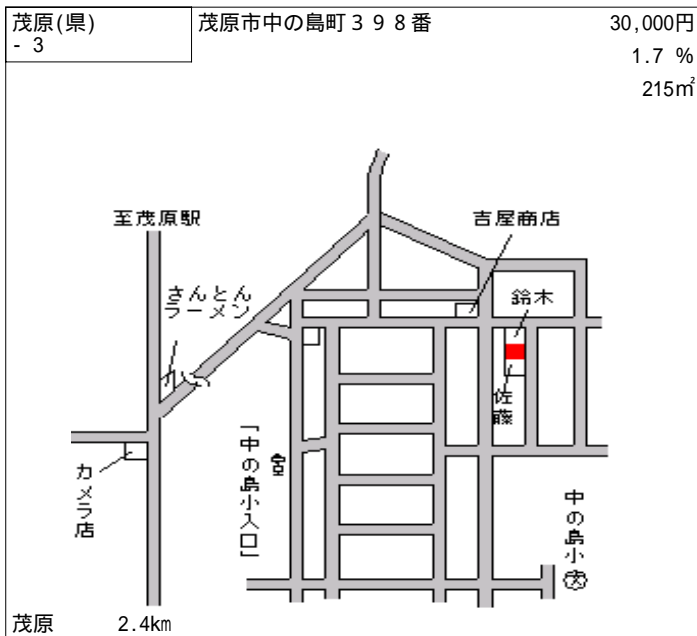 茂原(県)
- 3
茂原市中の島町３９８番
30,000円
1.7 %
215㎡
至茂原駅
吉屋商店
さんとん
ラーメン
鈴木
佐藤
カメラ店
「中の島小入口」
中の島小
文
茂原 2.4km